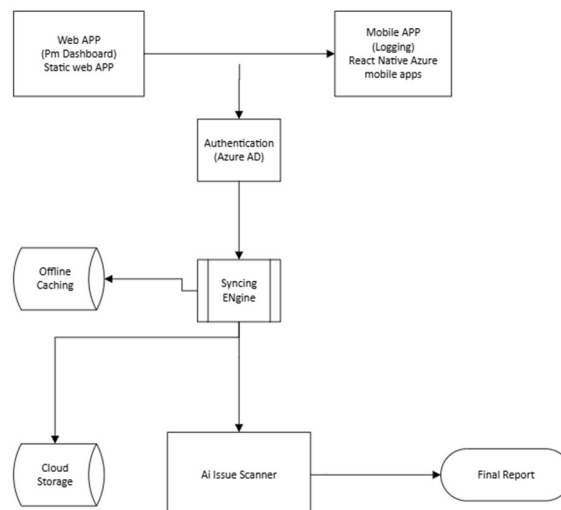 Web APP
(Pm Dashboard)
Static web APP
Mobile APP
(Logging)
React Native Azure
mobile apps
Authentication
(Azure AD)
Offline
Caching
Syncing
ENgine
Cloud
Storage
Ai Issue Scanner
Final Report